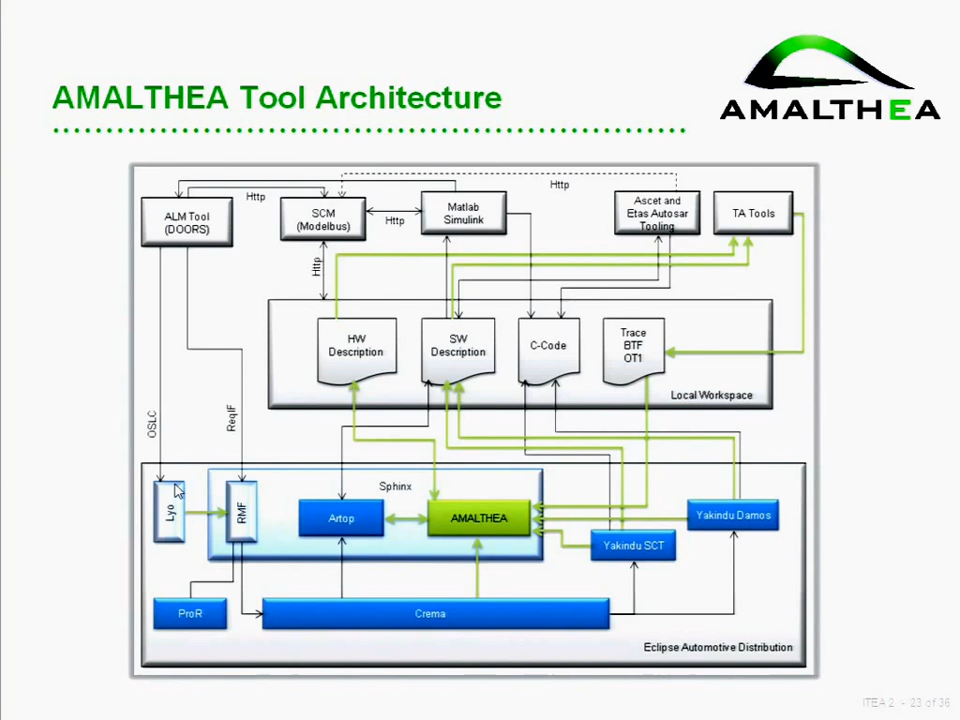 AMALTHEA Tool Architecture
AMALTHEA
Http
Http
ALM Tool
(DOORS)
SCM
(Modelbus)
Http
Matlab
Simulink
Ascet and
Etas Autosar
Tooling
TA Tools
Http
HW
Description
SW
Description
C-Code
Trace
BTF
OT1
Local Workspace
OSLC
ReqIF
Sphinx
Lyo
RMF
Artop
AMALTHEA
Yakindu Damos
Yakindu SCT
ProR
Crema
Eclipse Automotive Distribution
ITEA 2 - 23 of 36